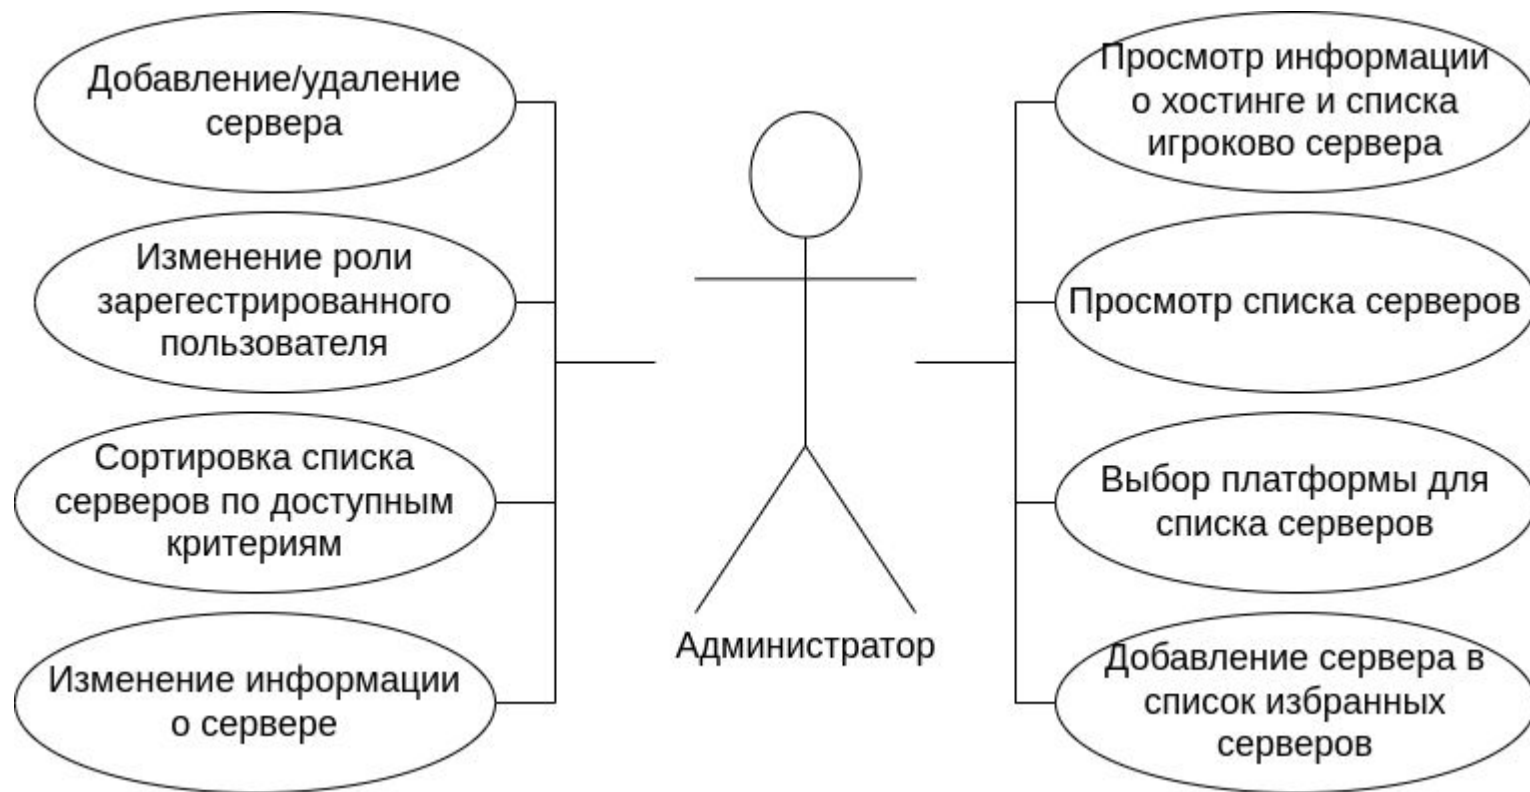 Добавление/удаление
сервера
Изменение роли
зарегестрированного
пользователя
Сортировка списка
серверов по доступным
критериям
Изменение информации
о сервере
Администратор
Просмотр информации
о хостинге и списка
игроково сервера
Просмотр списка серверов
Выбор платформы для
списка серверов
Добавление сервера в
список избранных
серверов